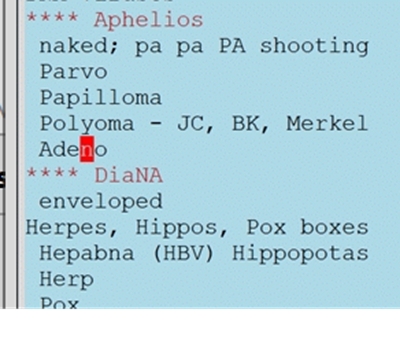 **** Aphelios
naked; pa pa PA shooting
Parvo
Papilloma
Polyoma - JC, BK, Merkel
Adeno
**** DiaNA
enveloped
Herpes, Hippos, Pox boxes
Hepabna (HBV) Hippopotas
Herp
Pox